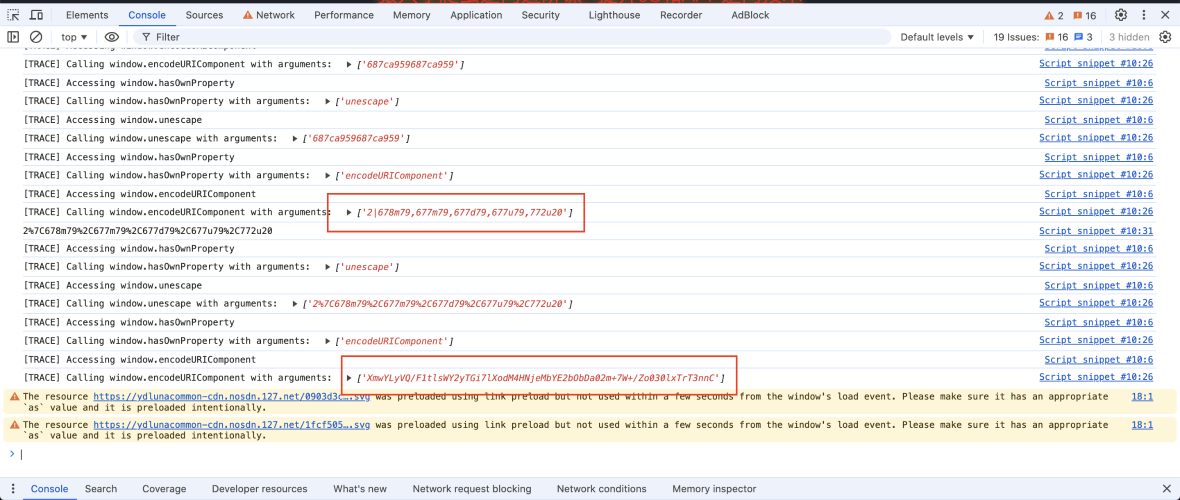 Elements Console Sources Network Performance Memory Application Security Lighthouse Recorder AdBlock 2 16
top Filter Default levels 19 Issues: 16 3 3 hidden
[TRACE] Calling window.encodeURIComponent with arguments: ['687ca959687ca959'] Script snippet #10:26
[TRACE] Accessing window.hasOwnProperty Script snippet #10:6
[TRACE] Calling window.hasOwnProperty with arguments: ['unescape'] Script snippet #10:26
[TRACE] Accessing window.unescape Script snippet #10:6
[TRACE] Calling window.unescape with arguments: ['687ca959687ca959'] Script snippet #10:26
[TRACE] Accessing window.hasOwnProperty Script snippet #10:6
[TRACE] Calling window.hasOwnProperty with arguments: ['encodeURIComponent'] Script snippet #10:26
[TRACE] Accessing window.encodeURIComponent Script snippet #10:6
[TRACE] Calling window.encodeURIComponent with arguments: ['2|678m79,677m79,677d79,677u79,772u20'] Script snippet #10:26
2%7C678m79%2C677m79%2C677d79%2C677u79%2C772u20 Script snippet #10:31
[TRACE] Accessing window.hasOwnProperty Script snippet #10:6
[TRACE] Calling window.hasOwnProperty with arguments: ['unescape'] Script snippet #10:26
[TRACE] Accessing window.unescape Script snippet #10:6
[TRACE] Calling window.unescape with arguments: ['2%7C678m79%2C677m79%2C677d79%2C677u79%2C772u20'] Script snippet #10:26
[TRACE] Accessing window.hasOwnProperty Script snippet #10:6
[TRACE] Calling window.hasOwnProperty with arguments: ['encodeURIComponent'] Script snippet #10:26
[TRACE] Accessing window.encodeURIComponent Script snippet #10:6
[TRACE] Calling window.encodeURIComponent with arguments: ['XmwYLyVQ/F1tlsWY2yTGi7lXodM4HNjeMbYE2bObDa02m+7W+/Zo030lxTrT3nnC'] Script snippet #10:26
The resource https://ydlunacommon-cdn.nosdn.127.net/0903d3c….svg was preloaded using link preload but not used within a few seconds from the window's load event. Please make sure it has an appropriate 18:1
`as` value and it is preloaded intentionally.
The resource https://ydlunacommon-cdn.nosdn.127.net/1fcf505….svg was preloaded using link preload but not used within a few seconds from the window's load event. Please make sure it has an appropriate 18:1
`as` value and it is preloaded intentionally.
Console Search Coverage Developer resources What's new Network request blocking Network conditions Memory inspector